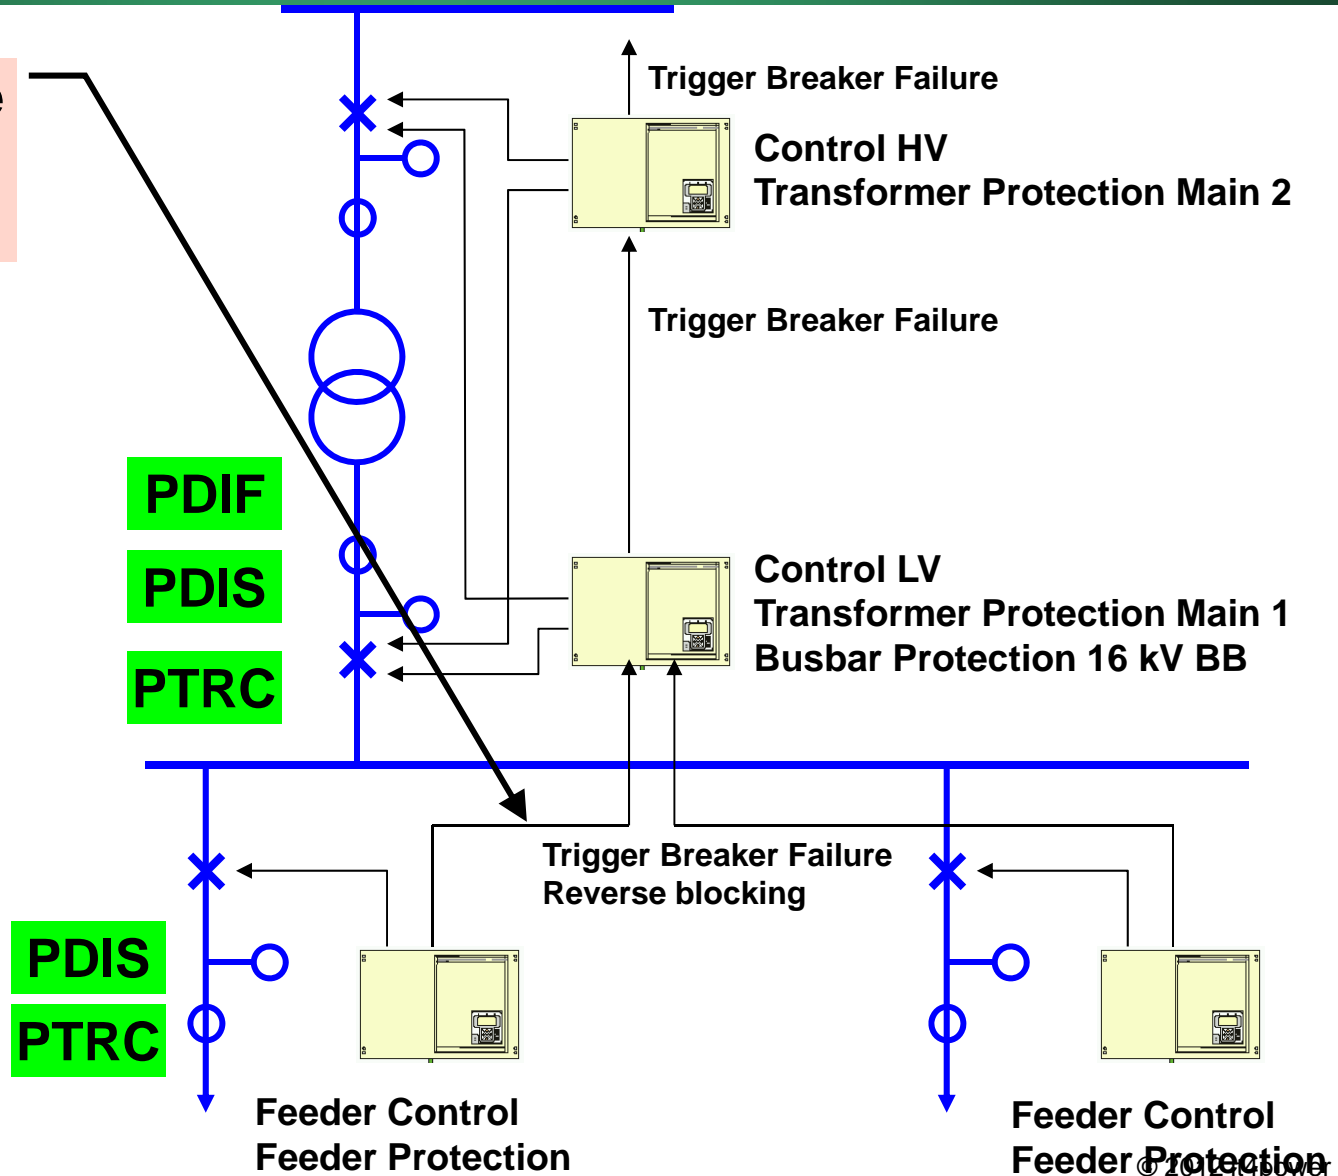 Trigger Breaker Failure
Control HV
Transformer Protection Main 2
Trigger Breaker Failure
PDIF
PDIS
PTRC
Control LV
Transformer Protection Main 1
Busbar Protection 16 kV BB
Trigger Breaker Failure
Reverse blocking
PDIS
PTRC
Feeder Control
Feeder Protection
Feeder Control
Feeder Protection
© 2012 it4power